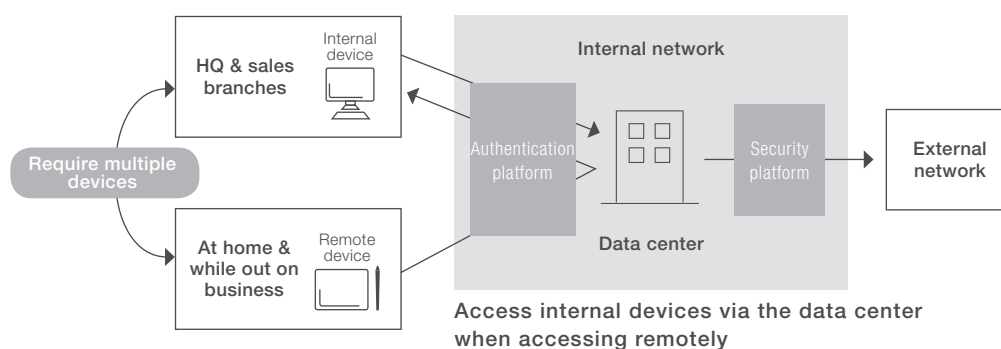 HQ & sales
branches
Internal
device
Require multiple
devices
At home &
while out on
business
Remote
device
Internal network
Authentication
platform
Data center
Security
platform
External
network
Access internal devices via the data center
when accessing remotely